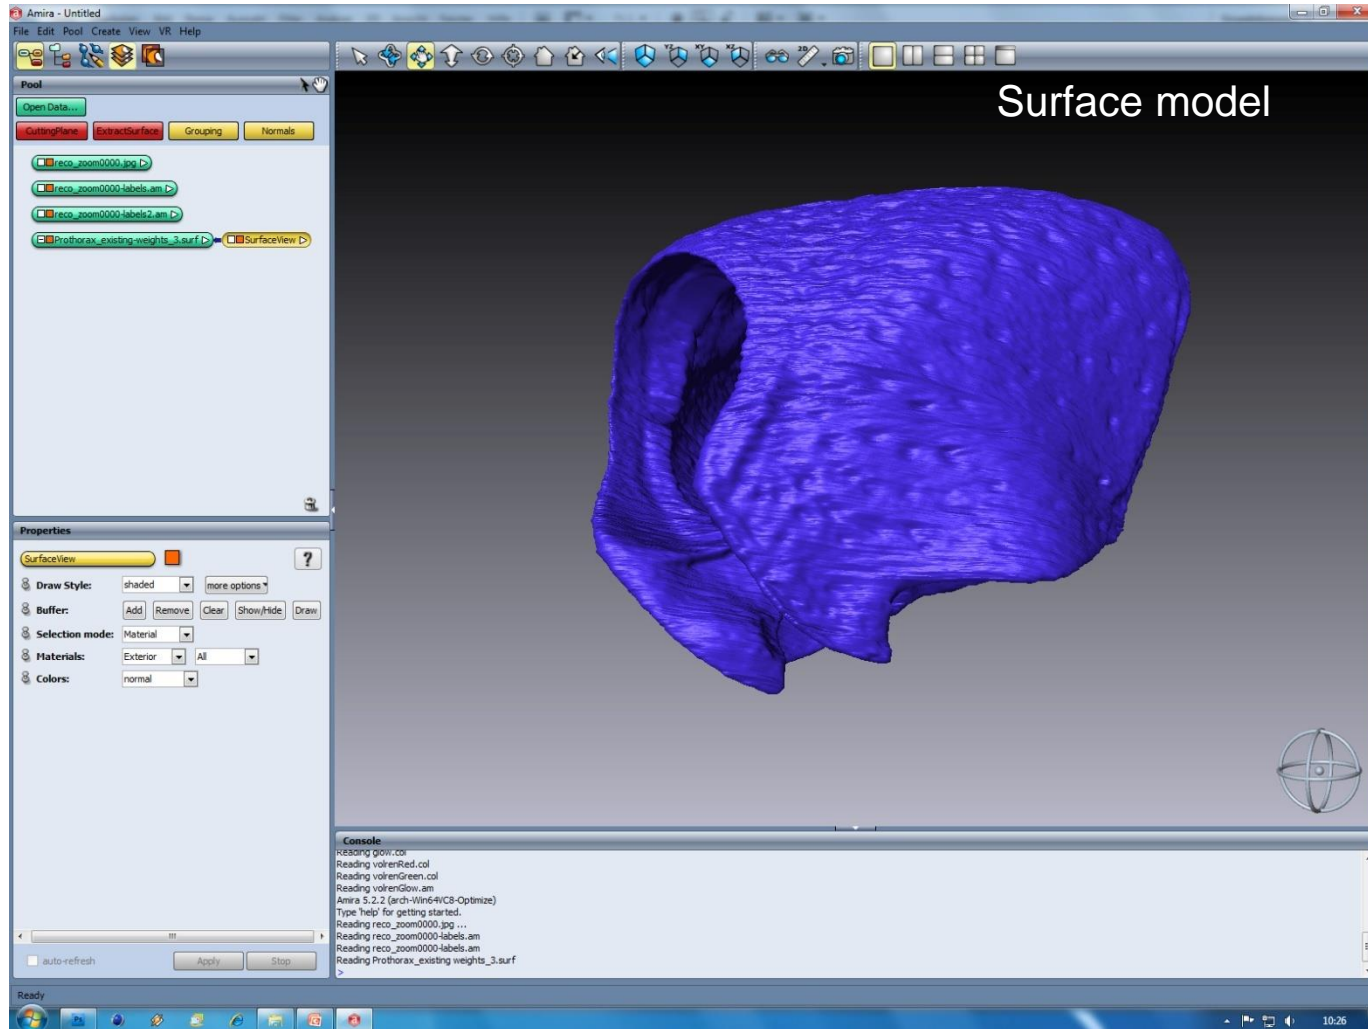 Amira - Untitled
File Edit Pool Create View VR Help
Pool
Open Data...
CuttingPlane ExtractSurface Grouping Normals
reco_zoom0000.jpg
reco_zoom0000-labels.am
reco_zoom0000-labels2.am
Prothorax_existing-weights_3.surf SurfaceView
Surface model
Properties
SurfaceView ?
Draw Style: shaded more options
Buffer: Add Remove Clear Show/Hide Draw
Selection mode: Material
Materials: Exterior All
Colors: normal
auto-refresh Apply Stop
Console
Reading glow.col
Reading volrenRed.col
Reading volrenGreen.col
Reading volrenGlow.am
Amira 5.2.2 (arch-Win64VC8-Optimize)
Type 'help' for getting started.
Reading reco_zoom0000.jpg ...
Reading reco_zoom0000-labels.am
Reading reco_zoom0000-labels.am
Reading Prothorax_existing weights_3.surf
>
Ready
10:26